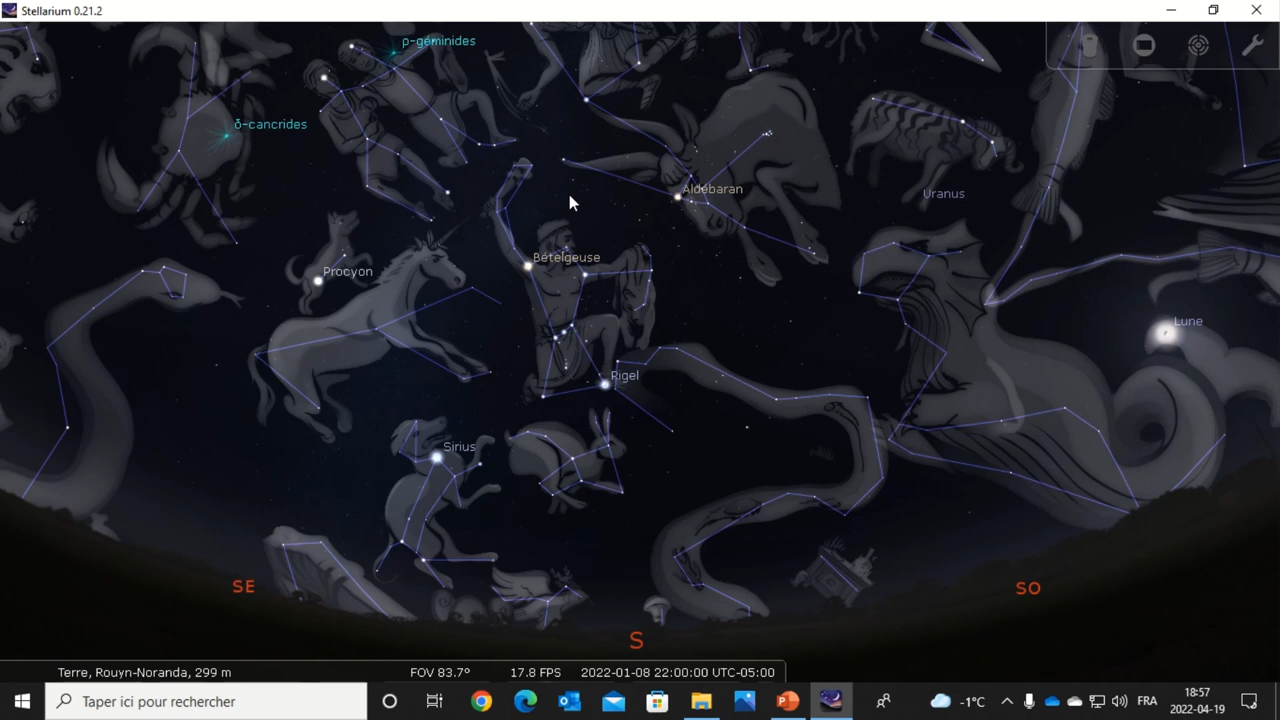 Stellarium 0.21.2
ρ-géminides
δ-cancrides
Aldébaran
Uranus
Bételgeuse
Procyon
Lune
Rigel
Sirius
SE
SO
S
Terre, Rouyn-Noranda, 299 m
FOV 83.7°
17.8 FPS
2022-01-08 22:00:00 UTC-05:00
Taper ici pour rechercher
-1°C
FRA
18:57
2022-04-19